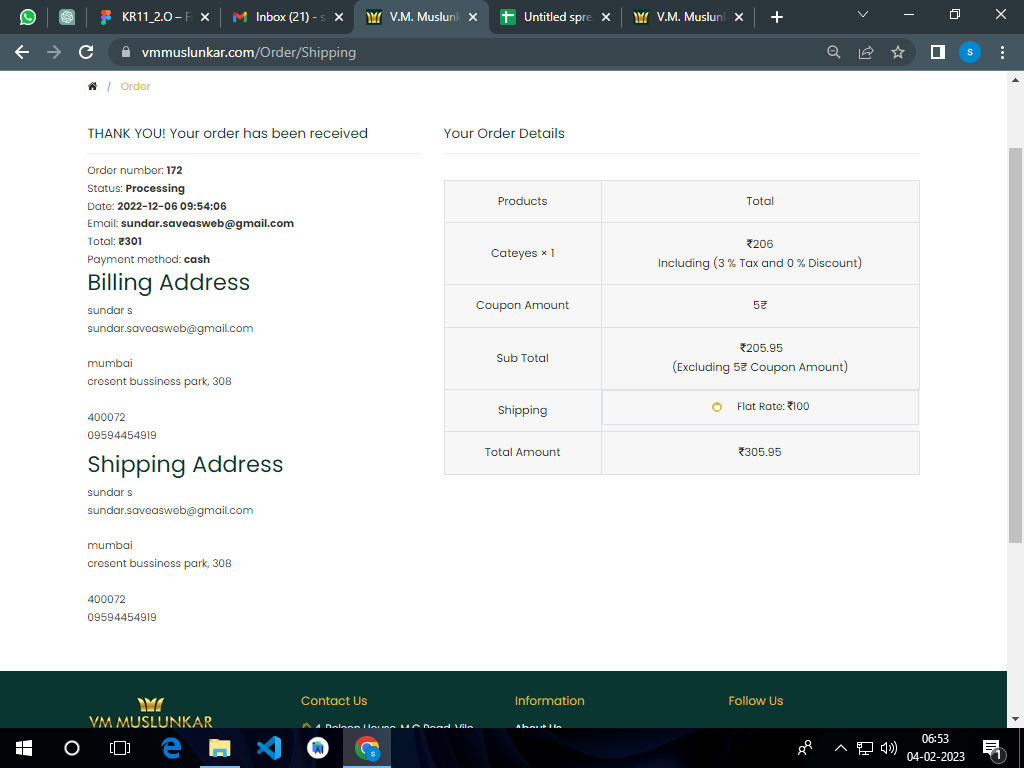 KR11_2.O – F
Inbox (21) - s
V.M. Muslunk
Untitled spre
V.M. Muslunk
vmmuslunkar.com/Order/Shipping
S
/ Order
THANK YOU! Your order has been received
Order number: 172
Status: Processing
Date: 2022-12-06 09:54:06
Email: sundar.saveasweb@gmail.com
Total: ₹301
Payment method: cash
Billing Address
sundar s
sundar.saveasweb@gmail.com
mumbai
cresent bussiness park, 308
400072
09594454919
Shipping Address
sundar s
sundar.saveasweb@gmail.com
mumbai
cresent bussiness park, 308
400072
09594454919
Your Order Details
Products Total
Cateyes × 1 ₹206
Including (3 % Tax and 0 % Discount)
Coupon Amount 5₹
Sub Total ₹205.95
(Excluding 5₹ Coupon Amount)
Shipping Flat Rate: ₹100
Total Amount ₹305.95
VM MUSLUNKAR
Contact Us
Information
About Us
Follow Us
06:53
04-02-2023
1